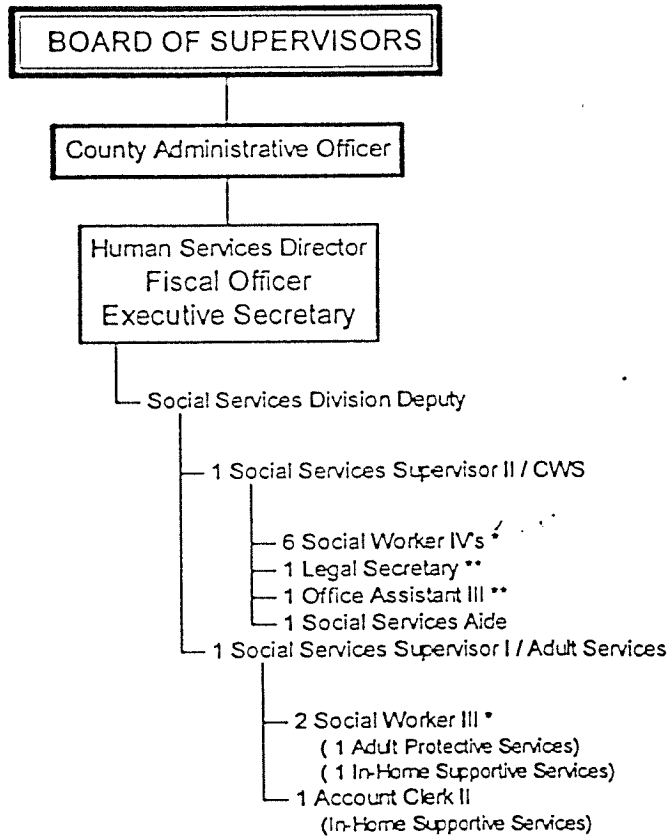 BOARD OF SUPERVISORS
County Administrative Officer
Human Services Director
Fiscal Officer
Executive Secretary
Social Services Division Deputy
1 Social Services Supervisor II / CWS
6 Social Worker IV's *
1 Legal Secretary **
1 Office Assistant III **
1 Social Services Aide
1 Social Services Supervisor I / Adult Services
2 Social Worker III *
( 1 Adult Protective Services)
( 1 In-Home Supportive Services)
1 Account Clerk II
(In-Home Supportive Services)